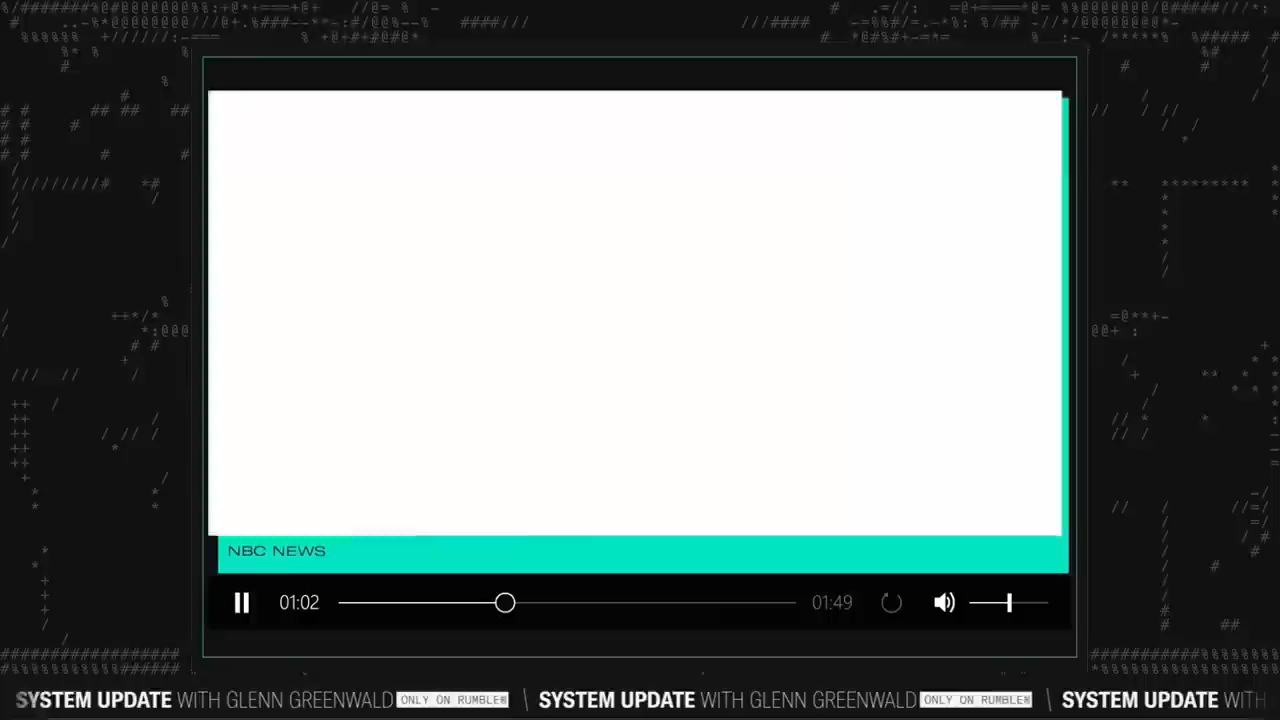 NBC NEWS
01:02
01:49
SYSTEM UPDATE WITH GLENN GREENWALD ONLY ON RUMBLE \ SYSTEM UPDATE WITH GLENN GREENWALD ONLY ON RUMBLE \ SYSTEM UPDATE WITH